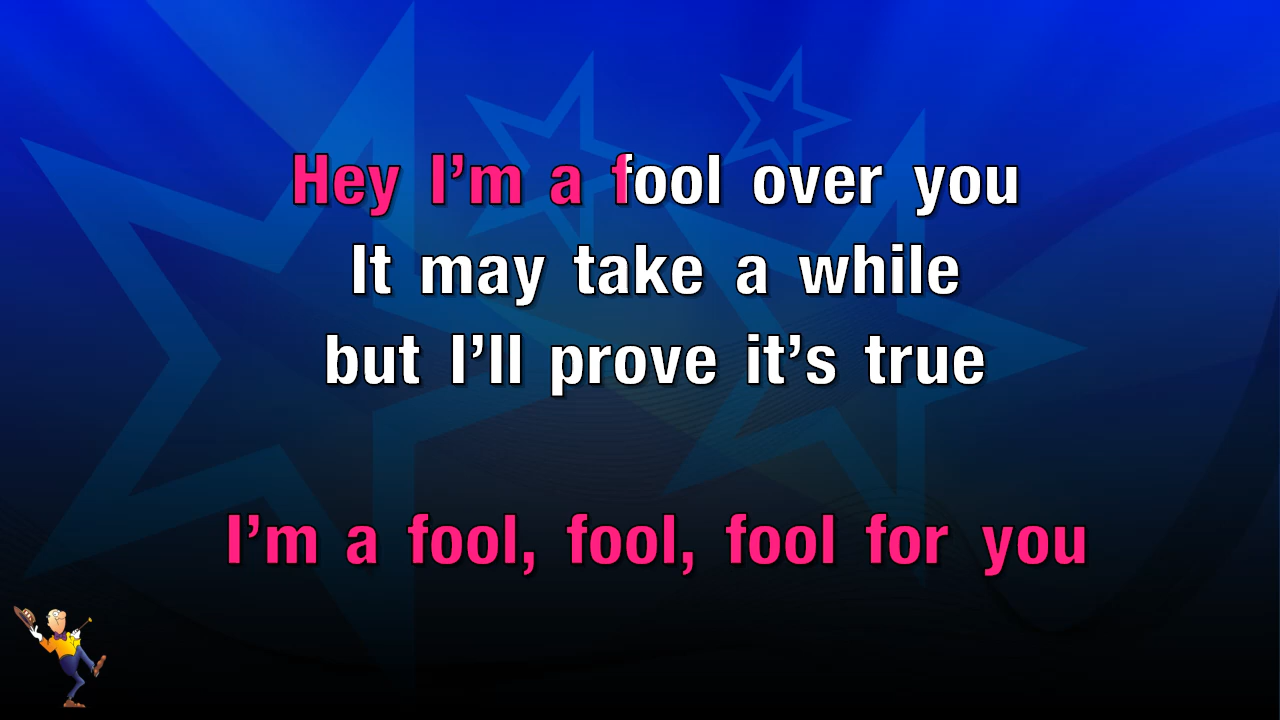 Hey I’m a fool over you
It may take a while
but I’ll prove it’s true
I’m a fool, fool, fool for you